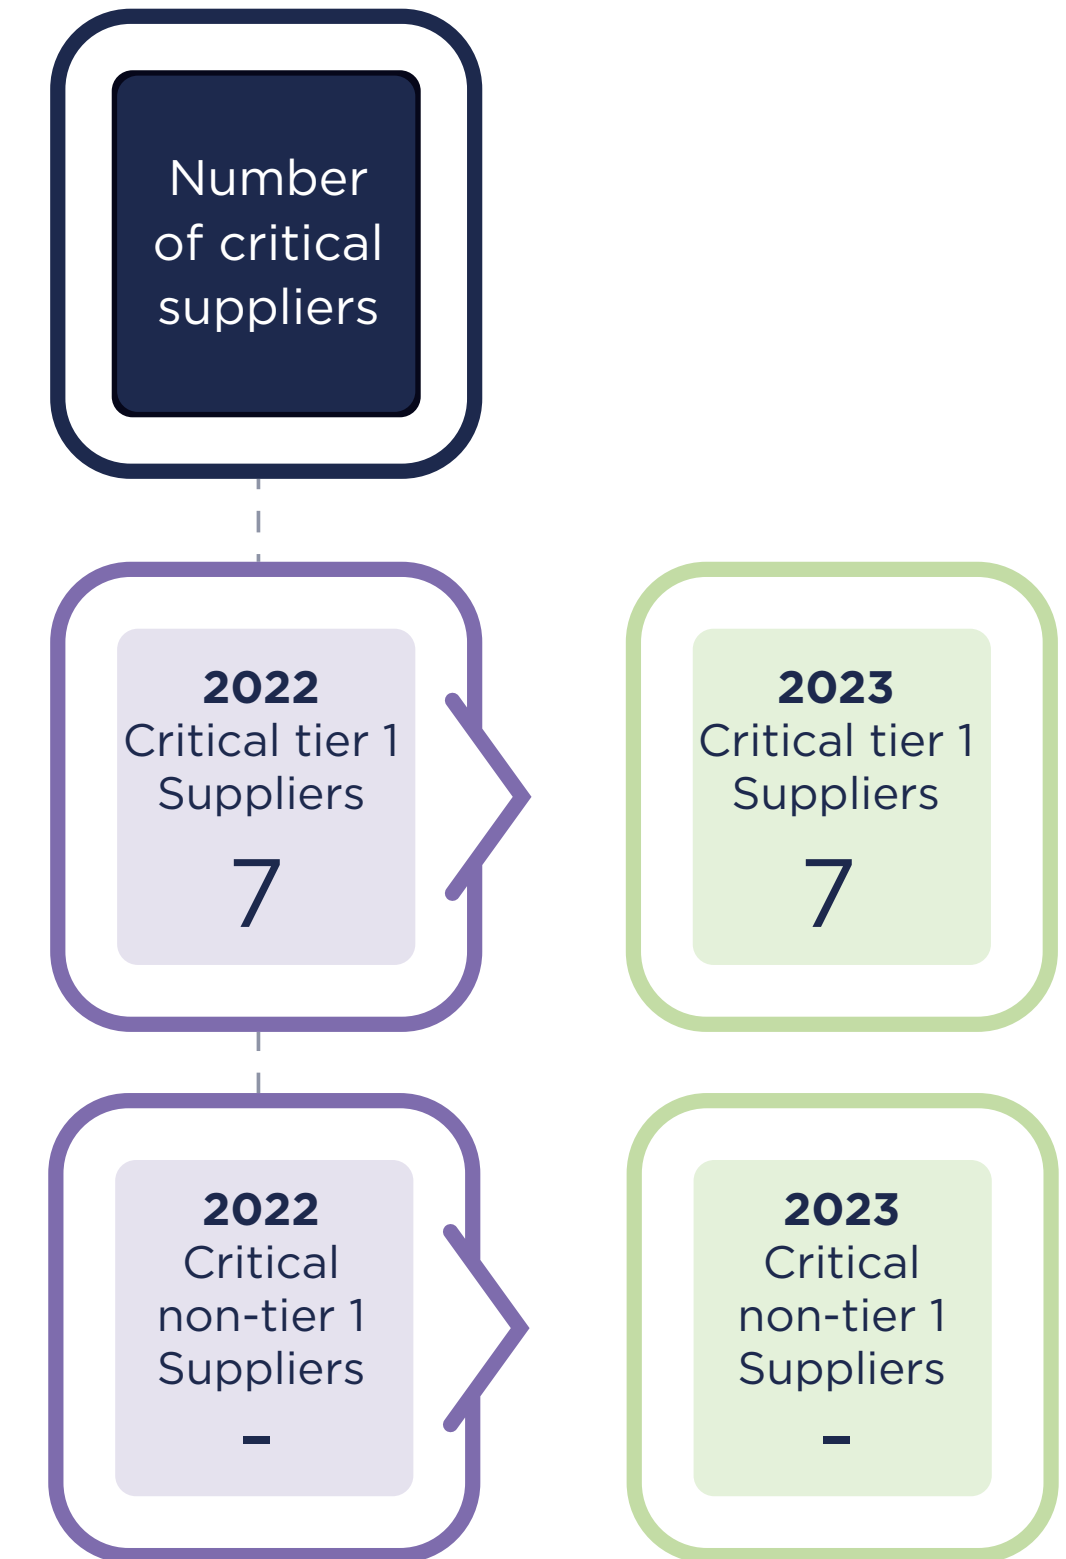 Number
of critical
suppliers
2022
Critical tier 1
Suppliers
7
2023
Critical tier 1
Suppliers
7
2022
Critical
non-tier 1
Suppliers
-
2023
Critical
non-tier 1
Suppliers
-